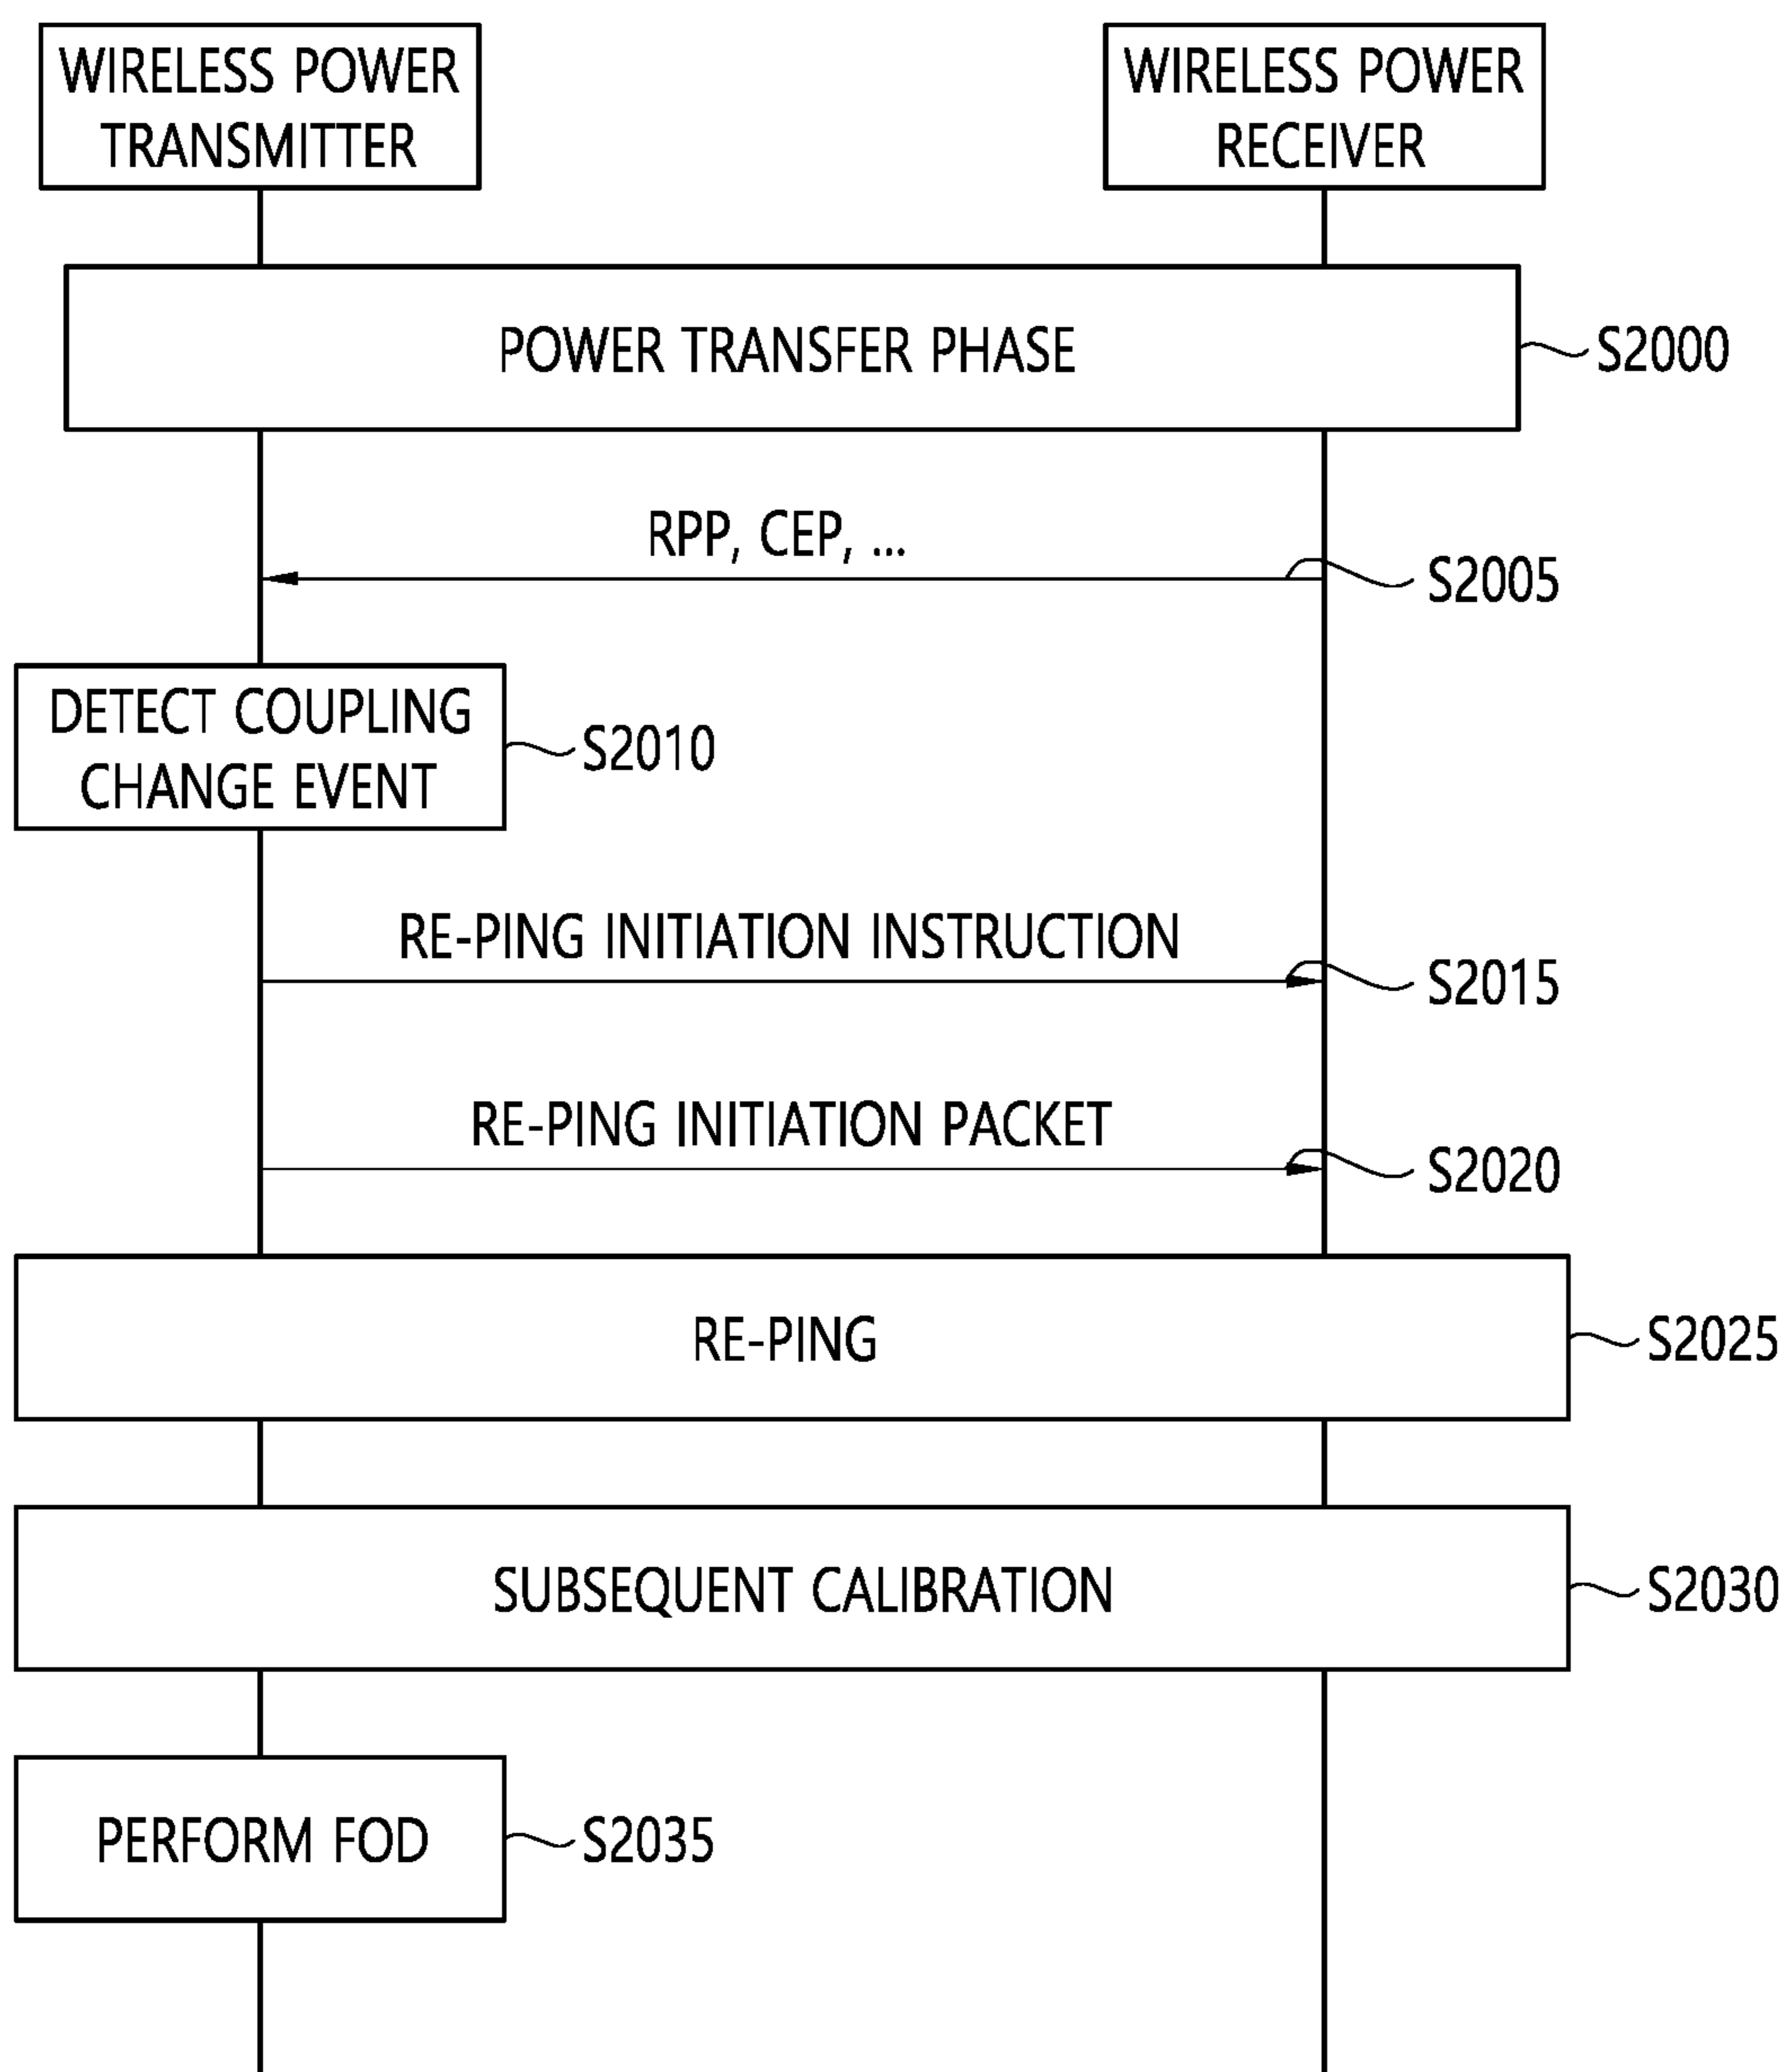 WIRELESS POWER
TRANSMITTER
WIRELESS POWER
RECEIVER
POWER TRANSFER PHASE
S2000
RPP, CEP, ...
S2005
DETECT COUPLING
CHANGE EVENT
S2010
RE-PING INITIATION INSTRUCTION
S2015
RE-PING INITIATION PACKET
S2020
RE-PING
S2025
SUBSEQUENT CALIBRATION
S2030
PERFORM FOD
S2035